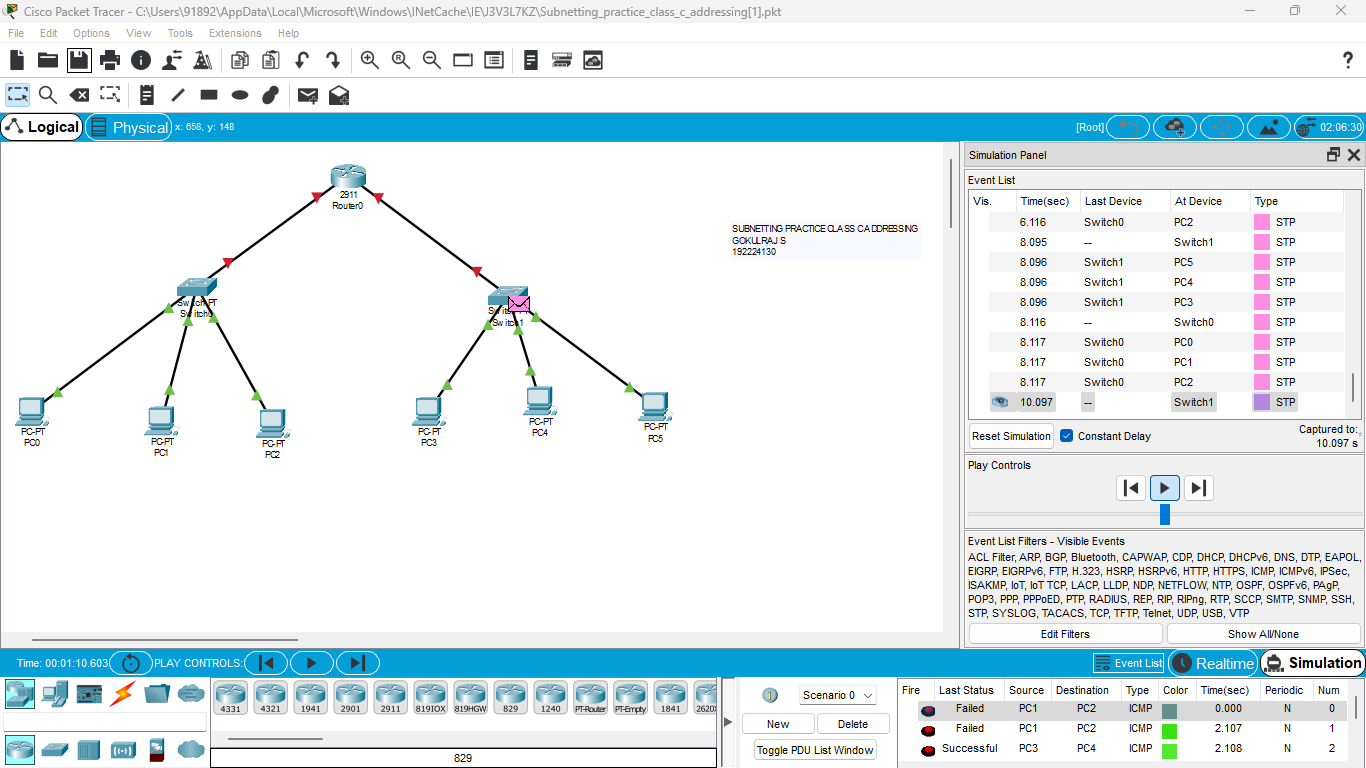 Cisco Packet Tracer - C:\Users\91892\AppData\Local\Microsoft\Windows\INetCache\IE\J3V3L7KZ\Subnetting_practice_class_c_addressing[1].pkt
File Edit Options View Tools Extensions Help
Logical Physical x: 658, y: 148 [Root] 02:06:30
2911
Router0
SUBNETTING PRACTICE CLASS C ADDRESSING
GOKULRAJ S
192224130
Switch-PT
Switch0
Switch1
PC-PT
PC0
PC-PT
PC1
PC-PT
PC2
PC-PT
PC3
PC-PT
PC4
PC-PT
PC5
Simulation Panel
Event List
Vis. Time(sec) Last Device At Device Type
6.116 Switch0 PC2 STP
8.095 -- Switch1 STP
8.096 Switch1 PC5 STP
8.096 Switch1 PC4 STP
8.096 Switch1 PC3 STP
8.116 -- Switch0 STP
8.117 Switch0 PC0 STP
8.117 Switch0 PC1 STP
8.117 Switch0 PC2 STP
10.097 -- Switch1 STP
Reset Simulation Constant Delay Captured to:
10.097 s
Play Controls
Event List Filters - Visible Events
ACL Filter, ARP, BGP, Bluetooth, CAPWAP, CDP, DHCP, DHCPv6, DNS, DTP, EAPOL,
EIGRP, EIGRPv6, FTP, H.323, HSRP, HSRPv6, HTTP, HTTPS, ICMP, ICMPv6, IPSec,
ISAKMP, IoT, IoT TCP, LACP, LLDP, NDP, NETFLOW, NTP, OSPF, OSPFv6, PAgP,
POP3, PPP, PPPoED, PTP, RADIUS, REP, RIP, RIPng, RTP, SCCP, SMTP, SNMP, SSH,
STP, SYSLOG, TACACS, TCP, TFTP, Telnet, UDP, USB, VTP
Edit Filters Show All/None
Time: 00:01:10.603 PLAY CONTROLS: Event List Realtime Simulation
4331 4321 1941 2901 2911 819IOX 819HGW 829 1240 PT-Router PT-Empty 1841 2620X
829
Scenario 0
New Delete
Toggle PDU List Window
Fire Last Status Source Destination Type Color Time(sec) Periodic Num
Failed PC1 PC2 ICMP 0.000 N 0
Failed PC1 PC2 ICMP 2.107 N 1
Successful PC3 PC4 ICMP 2.108 N 2